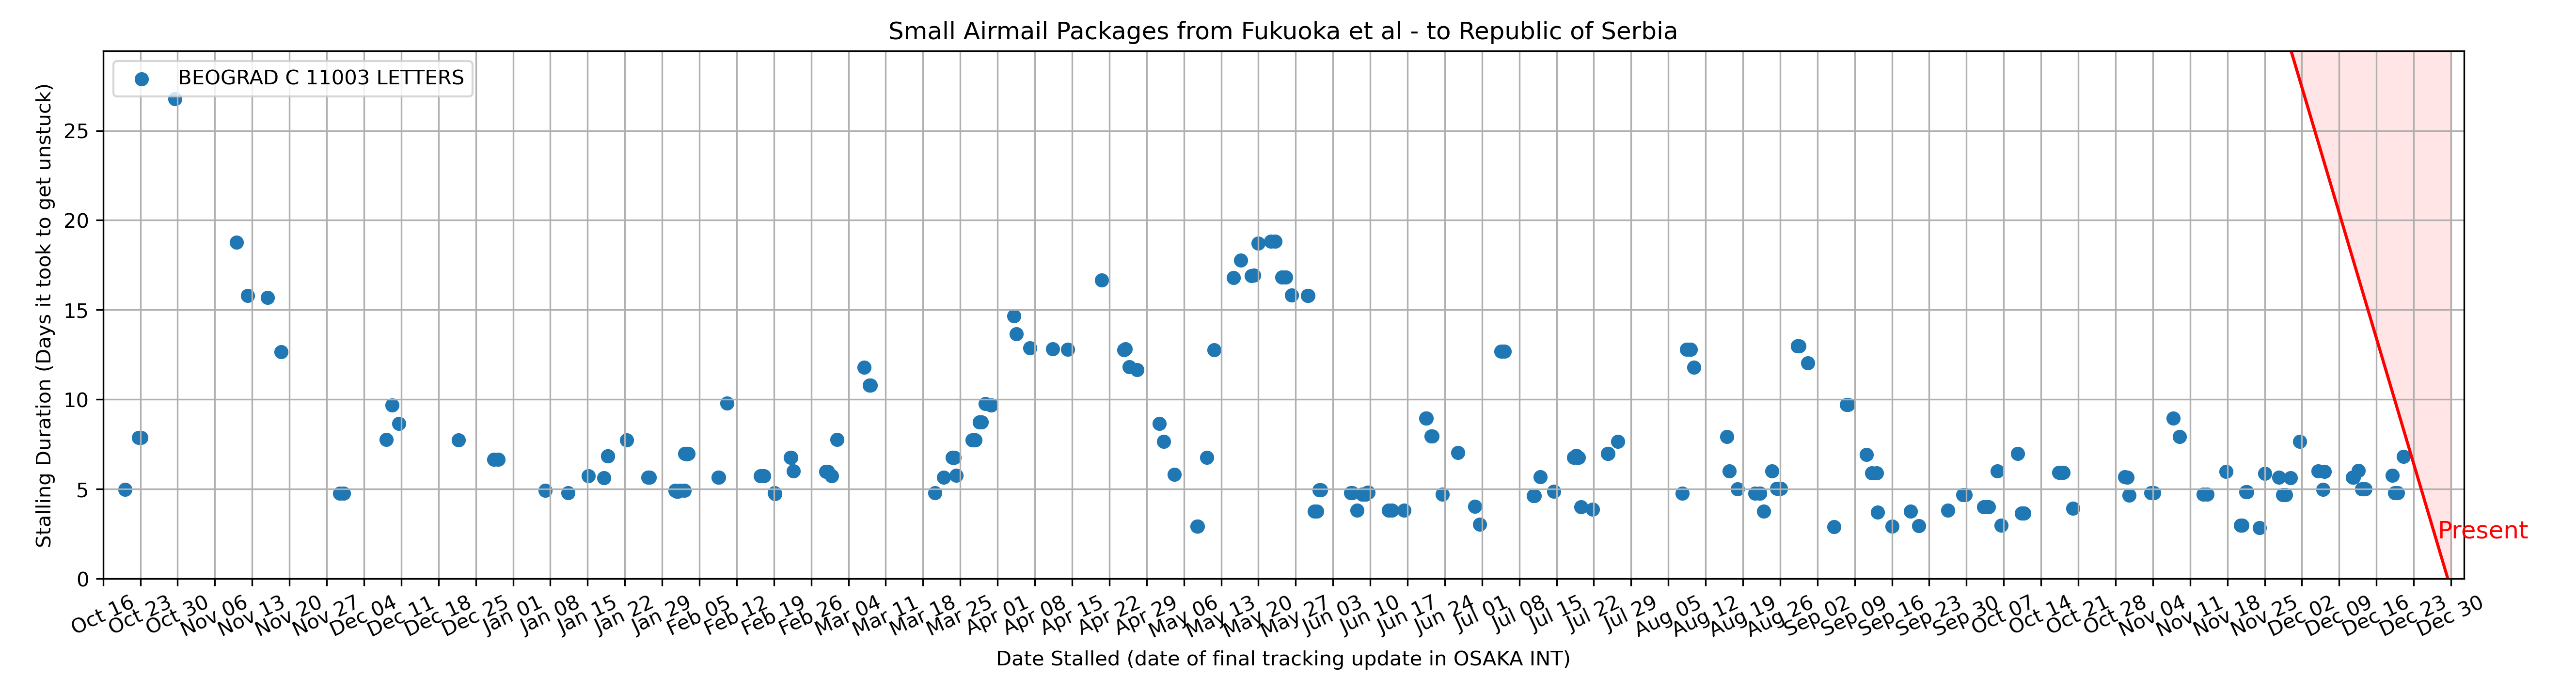 Small Airmail Packages from Fukuoka et al - to Republic of Serbia
BEOGRAD C 11003 LETTERS
Stalling Duration (Days it took to get unstuck)
25
20
15
10
5
0
Present
Oct 16
Oct 23
Oct 30
Nov 06
Nov 13
Nov 20
Nov 27
Dec 04
Dec 11
Dec 18
Dec 25
Jan 01
Jan 08
Jan 15
Jan 22
Jan 29
Feb 05
Feb 12
Feb 19
Feb 26
Mar 04
Mar 11
Mar 18
Mar 25
Apr 01
Apr 08
Apr 15
Apr 22
Apr 29
May 06
May 13
May 20
May 27
Jun 03
Jun 10
Jun 17
Jun 24
Jul 01
Jul 08
Jul 15
Jul 22
Jul 29
Aug 05
Aug 12
Aug 19
Aug 26
Sep 02
Sep 09
Sep 16
Sep 23
Sep 30
Oct 07
Oct 14
Oct 21
Oct 28
Nov 04
Nov 11
Nov 18
Nov 25
Dec 02
Dec 09
Dec 16
Dec 23
Dec 30
Date Stalled (date of final tracking update in OSAKA INT)